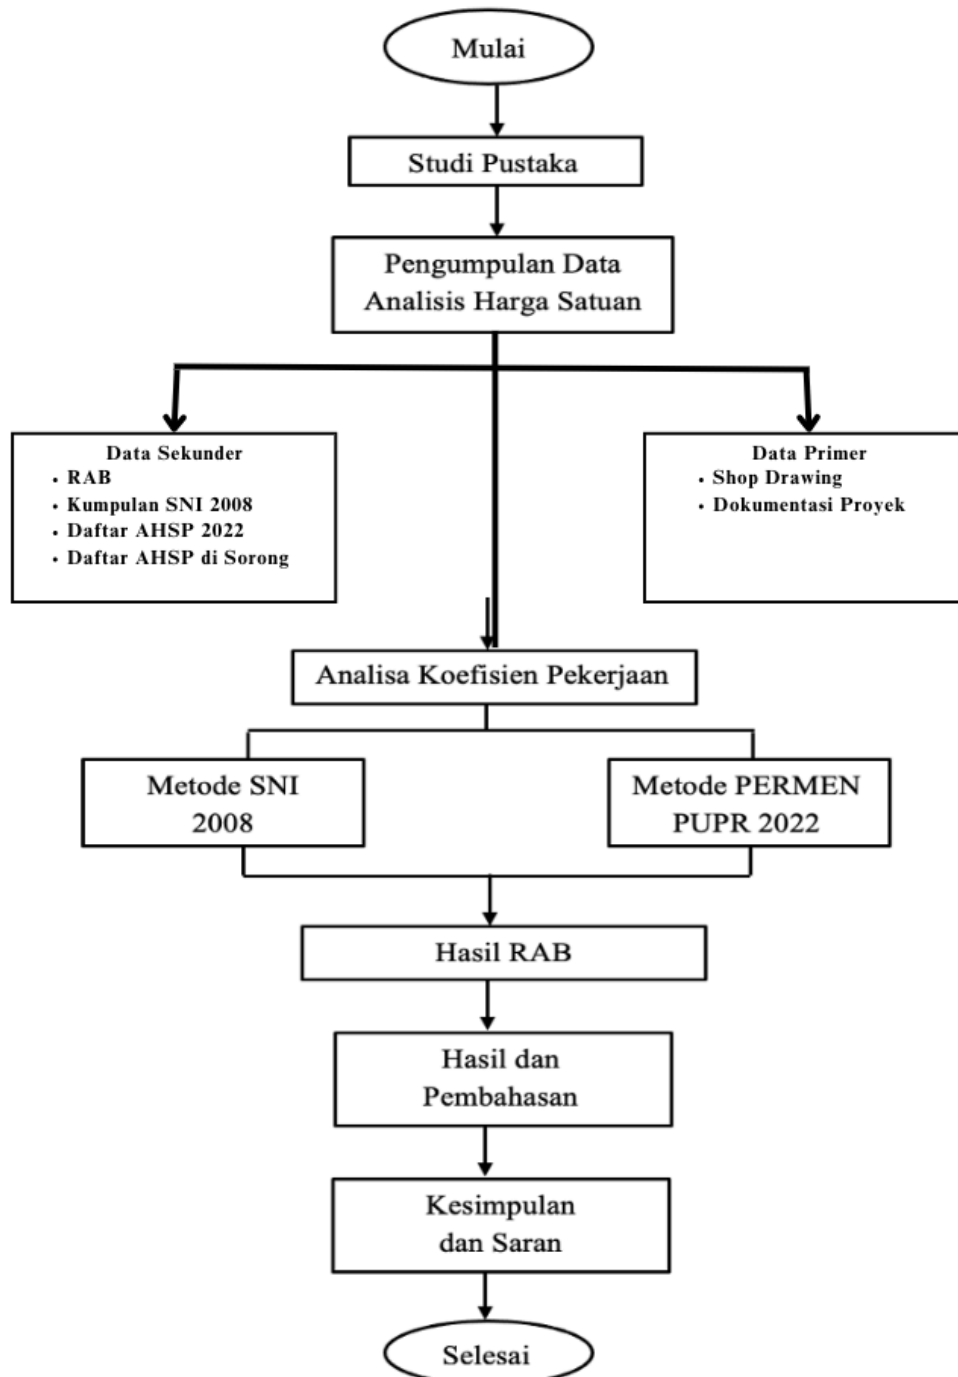 Mulai
Studi Pustaka
Pengumpulan Data
Analisis Harga Satuan
Data Sekunder
• RAB
• Kumpulan SNI 2008
• Daftar AHSP 2022
• Daftar AHSP di Sorong
Data Primer
• Shop Drawing
• Dokumentasi Proyek
Analisa Koefisien Pekerjaan
Metode SNI
2008
Metode PERMEN
PUPR 2022
Hasil RAB
Hasil dan
Pembahasan
Kesimpulan
dan Saran
Selesai